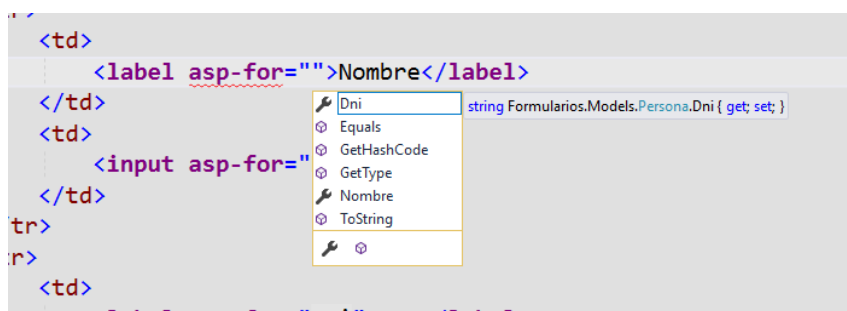 <td>
<label asp-for="">Nombre</label>
</td>
Dni
string Formularios.Models.Persona.Dni { get; set; }
<td>
Equals
GetHashCode
<input asp-for="
GetType
</td>
Nombre
tr>
ToString
r>
<td>